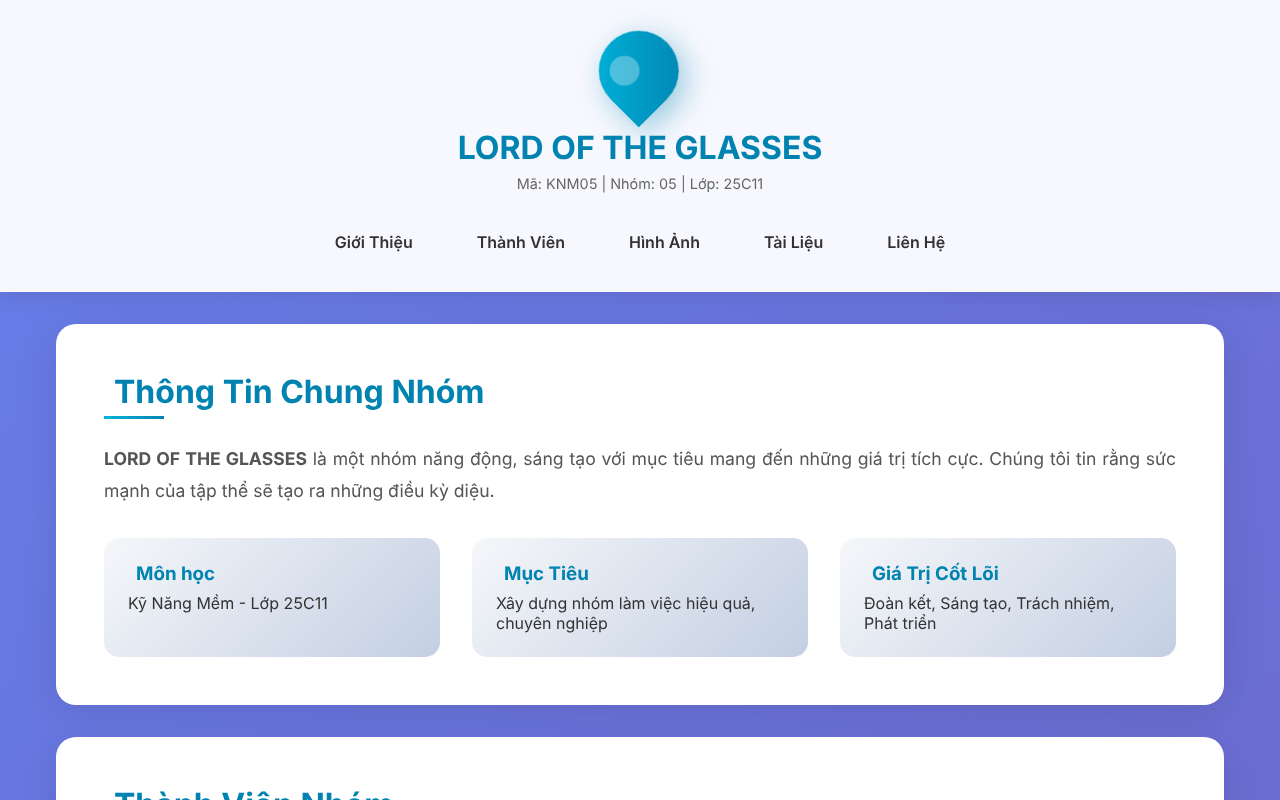 LORD OF THE GLASSES
Mã: KNM05 | Nhóm: 05 | Lớp: 25C11
Giới Thiệu
Thành Viên
Hình Ảnh
Tài Liệu
Liên Hệ
Thông Tin Chung Nhóm
LORD OF THE GLASSES là một nhóm năng động, sáng tạo với mục tiêu mang đến những giá trị tích cực. Chúng tôi tin rằng sức
mạnh của tập thể sẽ tạo ra những điều kỳ diệu.
Môn học
Kỹ Năng Mềm - Lớp 25C11
Mục Tiêu
Xây dựng nhóm làm việc hiệu quả,
chuyên nghiệp
Giá Trị Cốt Lõi
Đoàn kết, Sáng tạo, Trách nhiệm,
Phát triển
Thành Viên Nhóm